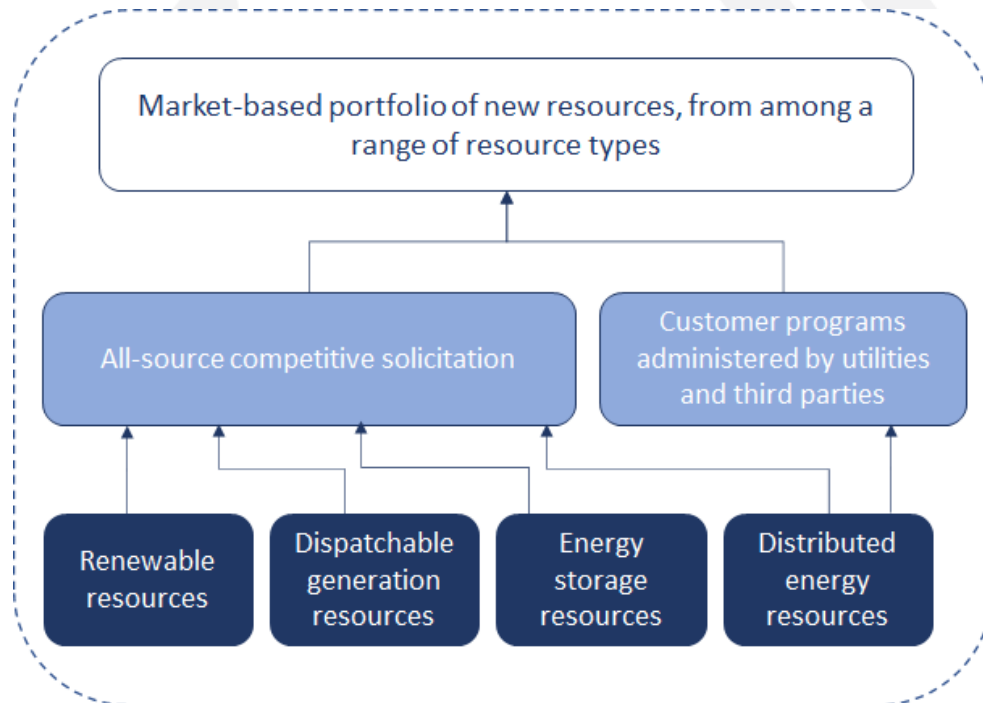 Market-based portfolio of new resources, from among a
range of resource types
All-source competitive solicitation
Customer programs
administered by utilities
and third parties
Renewable
resources
Dispatchable
generation
resources
Energy
storage
resources
Distributed
energy
resources